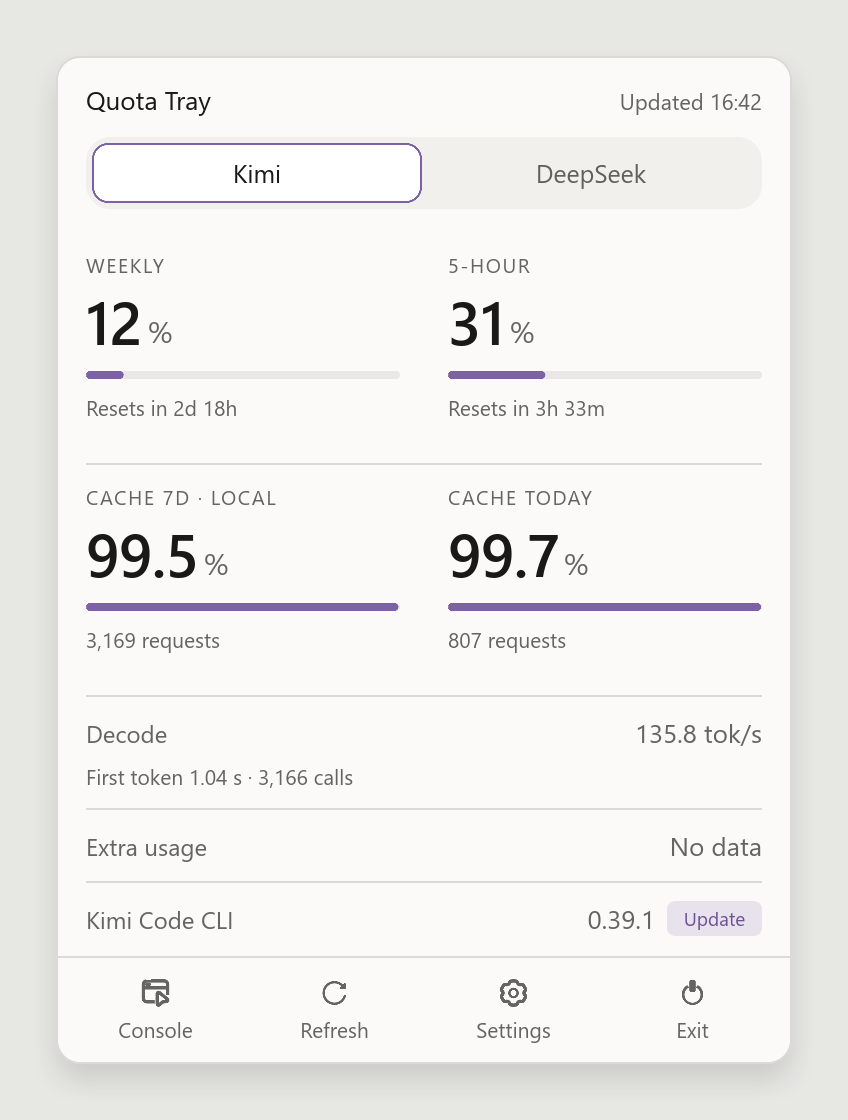 Quota Tray
Updated 16:42
Kimi
DeepSeek
WEEKLY
5-HOUR
12 %
31 %
Resets in 2d 18h
Resets in 3h 33m
CACHE 7D · LOCAL
CACHE TODAY
99.5 %
99.7 %
3,169 requests
807 requests
Decode
135.8 tok/s
First token 1.04 s · 3,166 calls
Extra usage
No data
Kimi Code CLI
0.39.1
Update
Console
Refresh
Settings
Exit